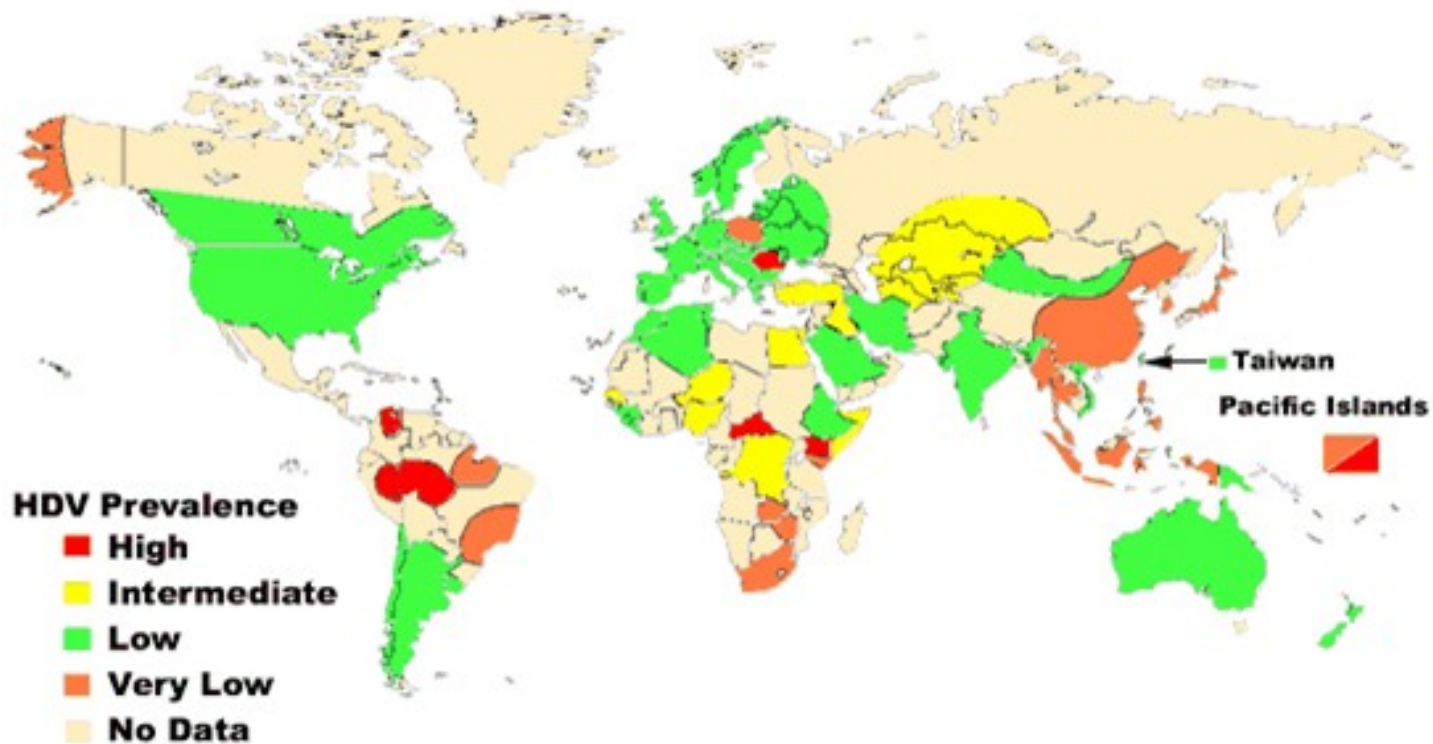 Taiwan
Pacific Islands
HDV Prevalence
High
Intermediate
Low
Very Low
No Data